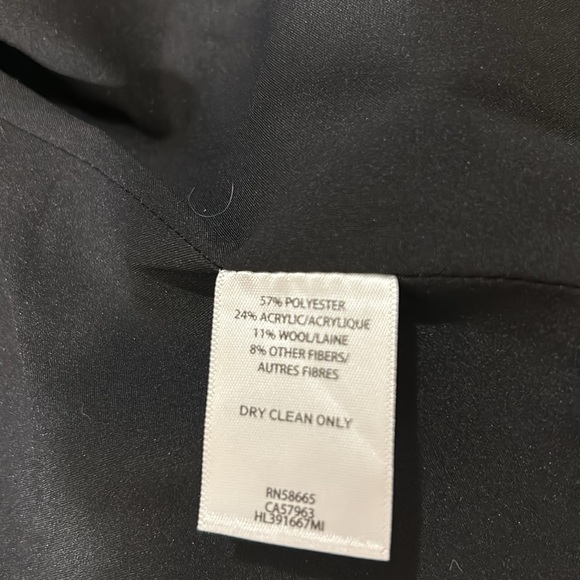 57% POLYESTER
24% ACRYLIC/ACRYLIQUE
11% WOOL/LAINE
8% OTHER FIBERS/
AUTRES FIBRES
DRY CLEAN ONLY
RN58665
CA57963
HL391667MI